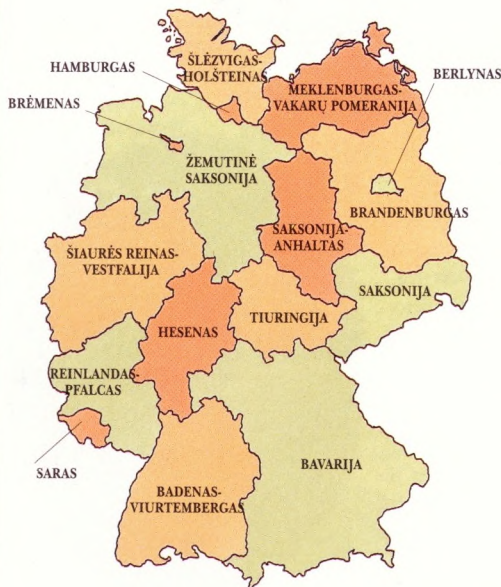 ŠLĖZVIGAS-
HOLŠTEINAS
HAMBURGAS
MEKLENBURGAS-
VAKARŲ POMERANIJA
BERLYNAS
BRĖMENAS
ŽEMUTINĖ
SAKSONIJA
BRANDENBURGAS
SAKSONIJA-
ANHALTAS
ŠIAURĖS REINAS-
VESTFALIJA
SAKSONIJA
TIURINGIJA
HESENAS
REINLANDAS-
PFALCAS
SARAS
BAVARIJA
BADENAS-
VIURTEMBERGAS